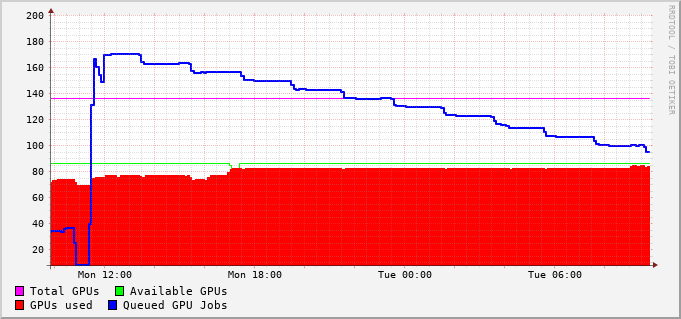 200
180
160
140
120
100
80
60
40
20
Mon 12:00 Mon 18:00 Tue 00:00 Tue 06:00
Total GPUs Available GPUs
GPUs used Queued GPU Jobs
RRDTOOL / TOBI OETIKER